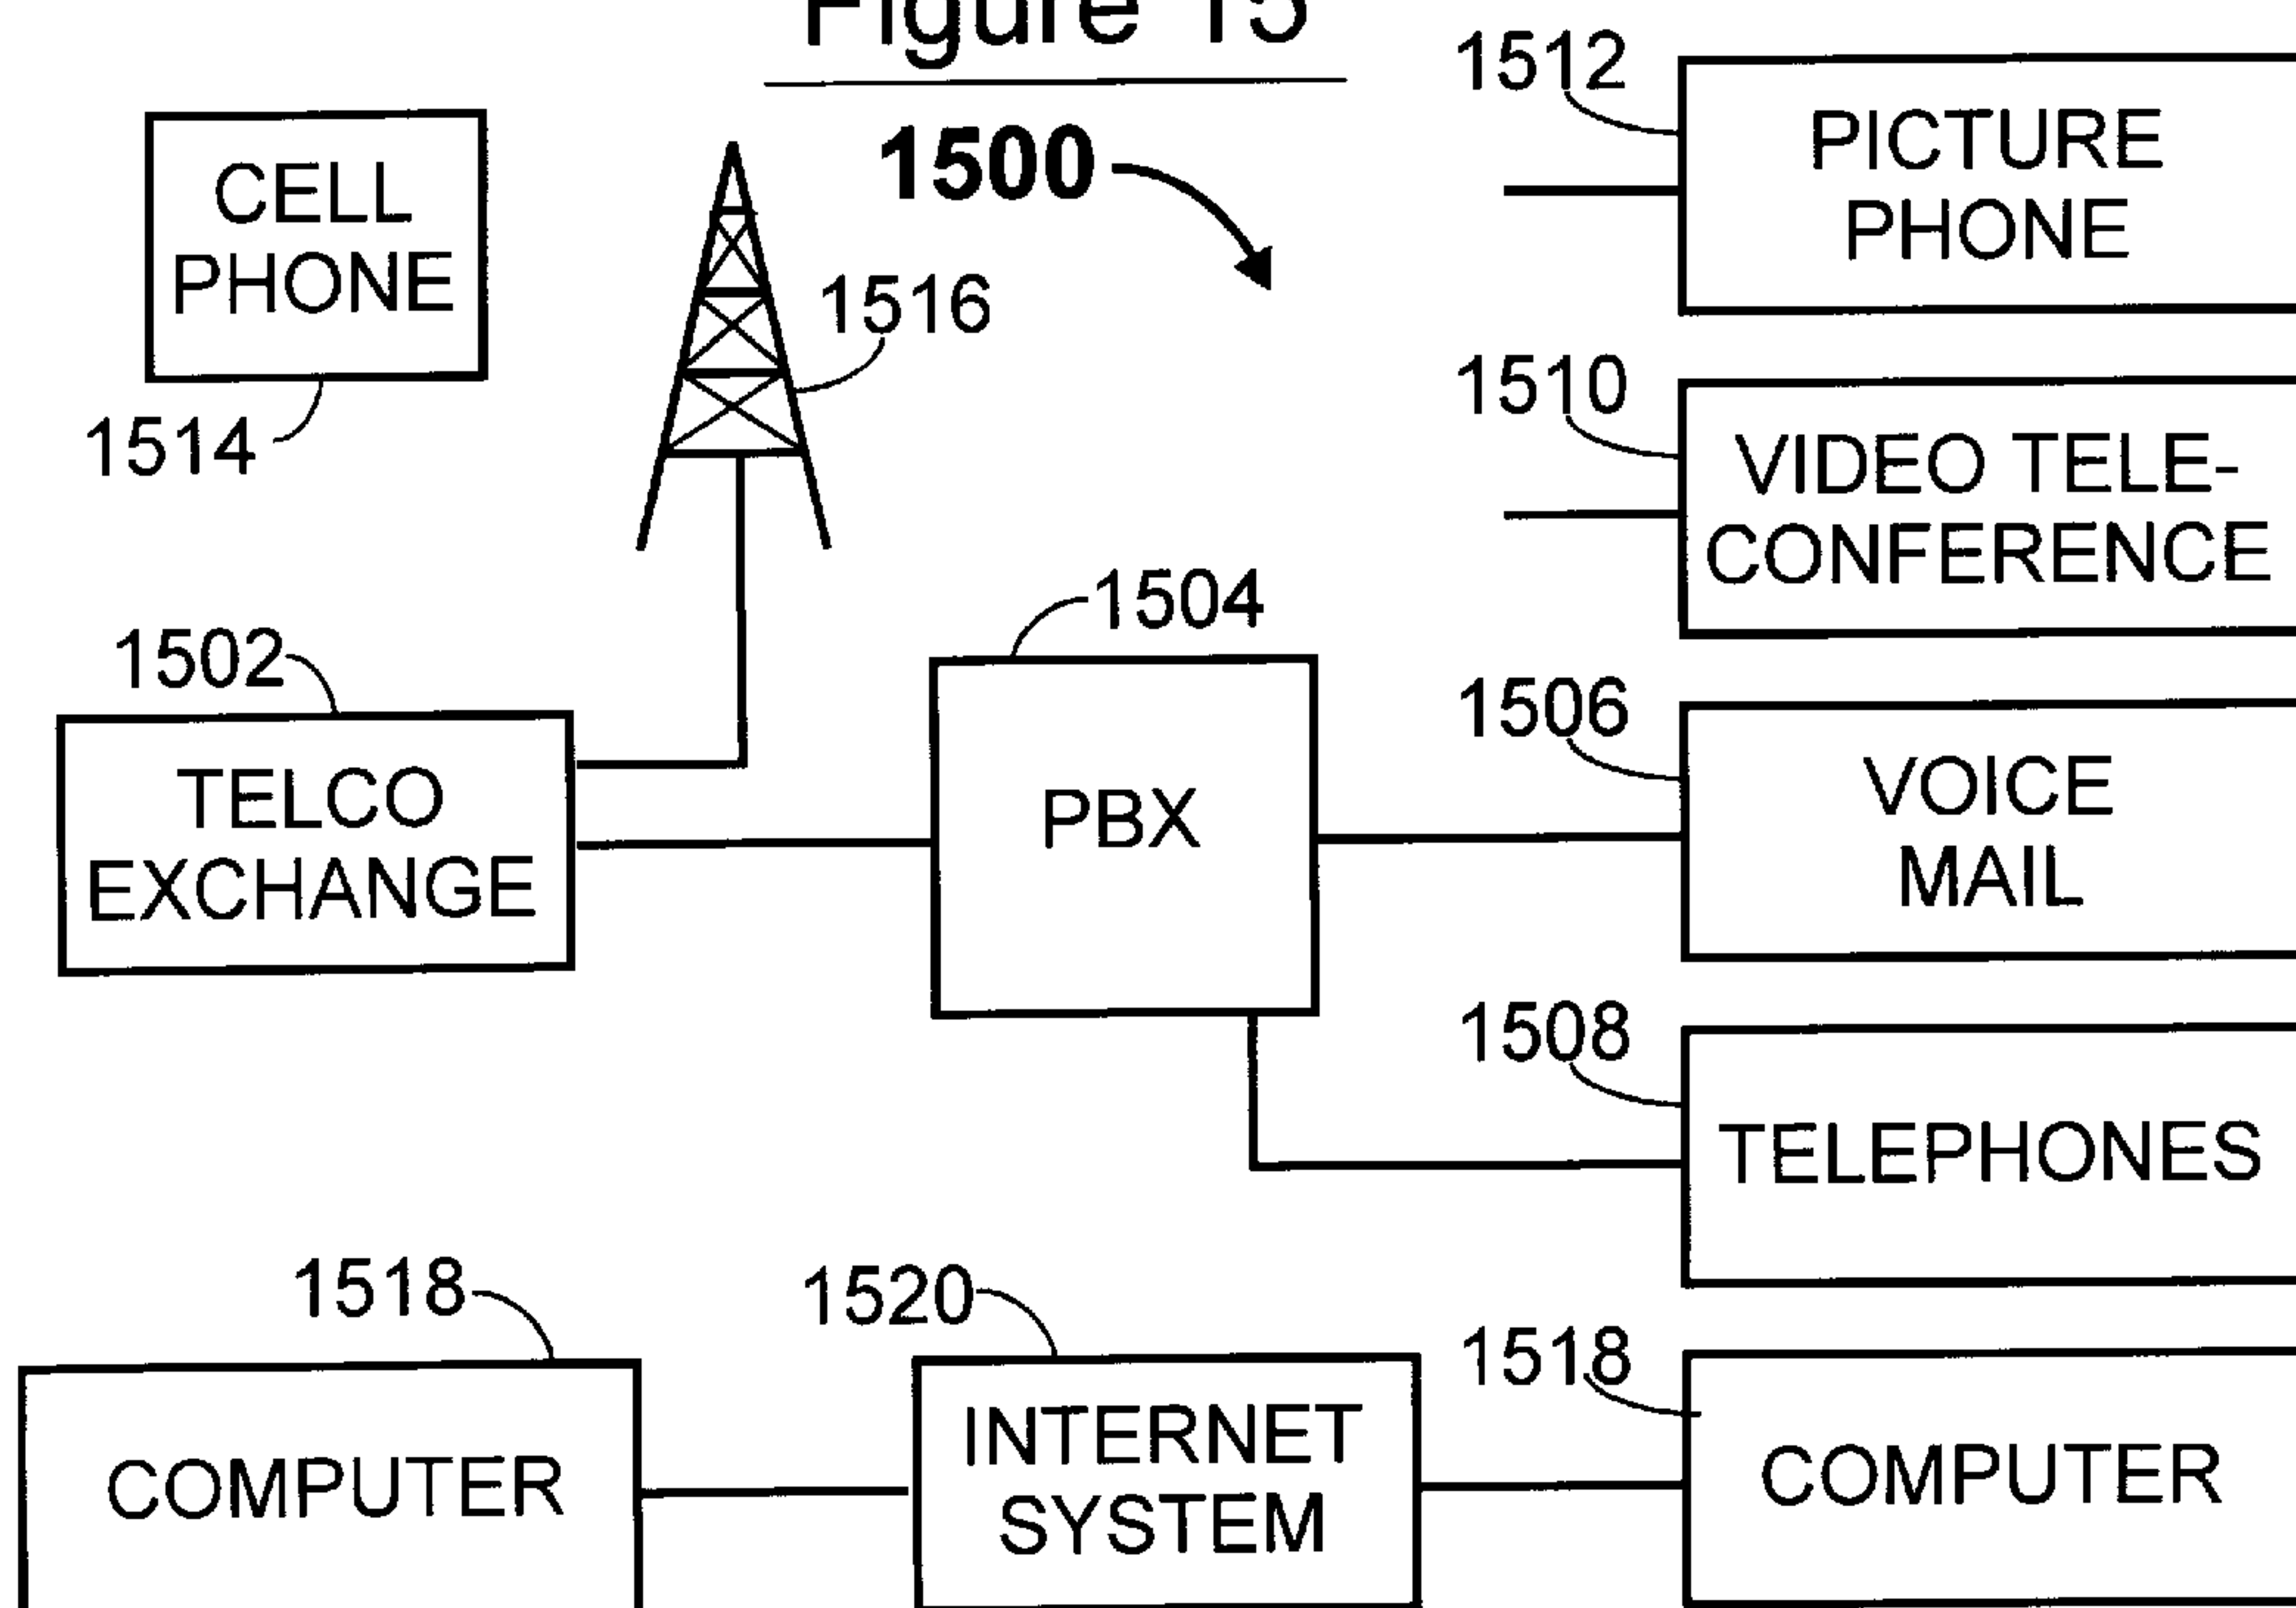 Figure 15
1500
1512
PICTURE
PHONE
CELL
PHONE
1514
1516
1510
VIDEO TELE-
CONFERENCE
1504
1502
TELCO
EXCHANGE
PBX
1506
VOICE
MAIL
1508
TELEPHONES
1518
COMPUTER
1520
INTERNET
SYSTEM
1518
COMPUTER